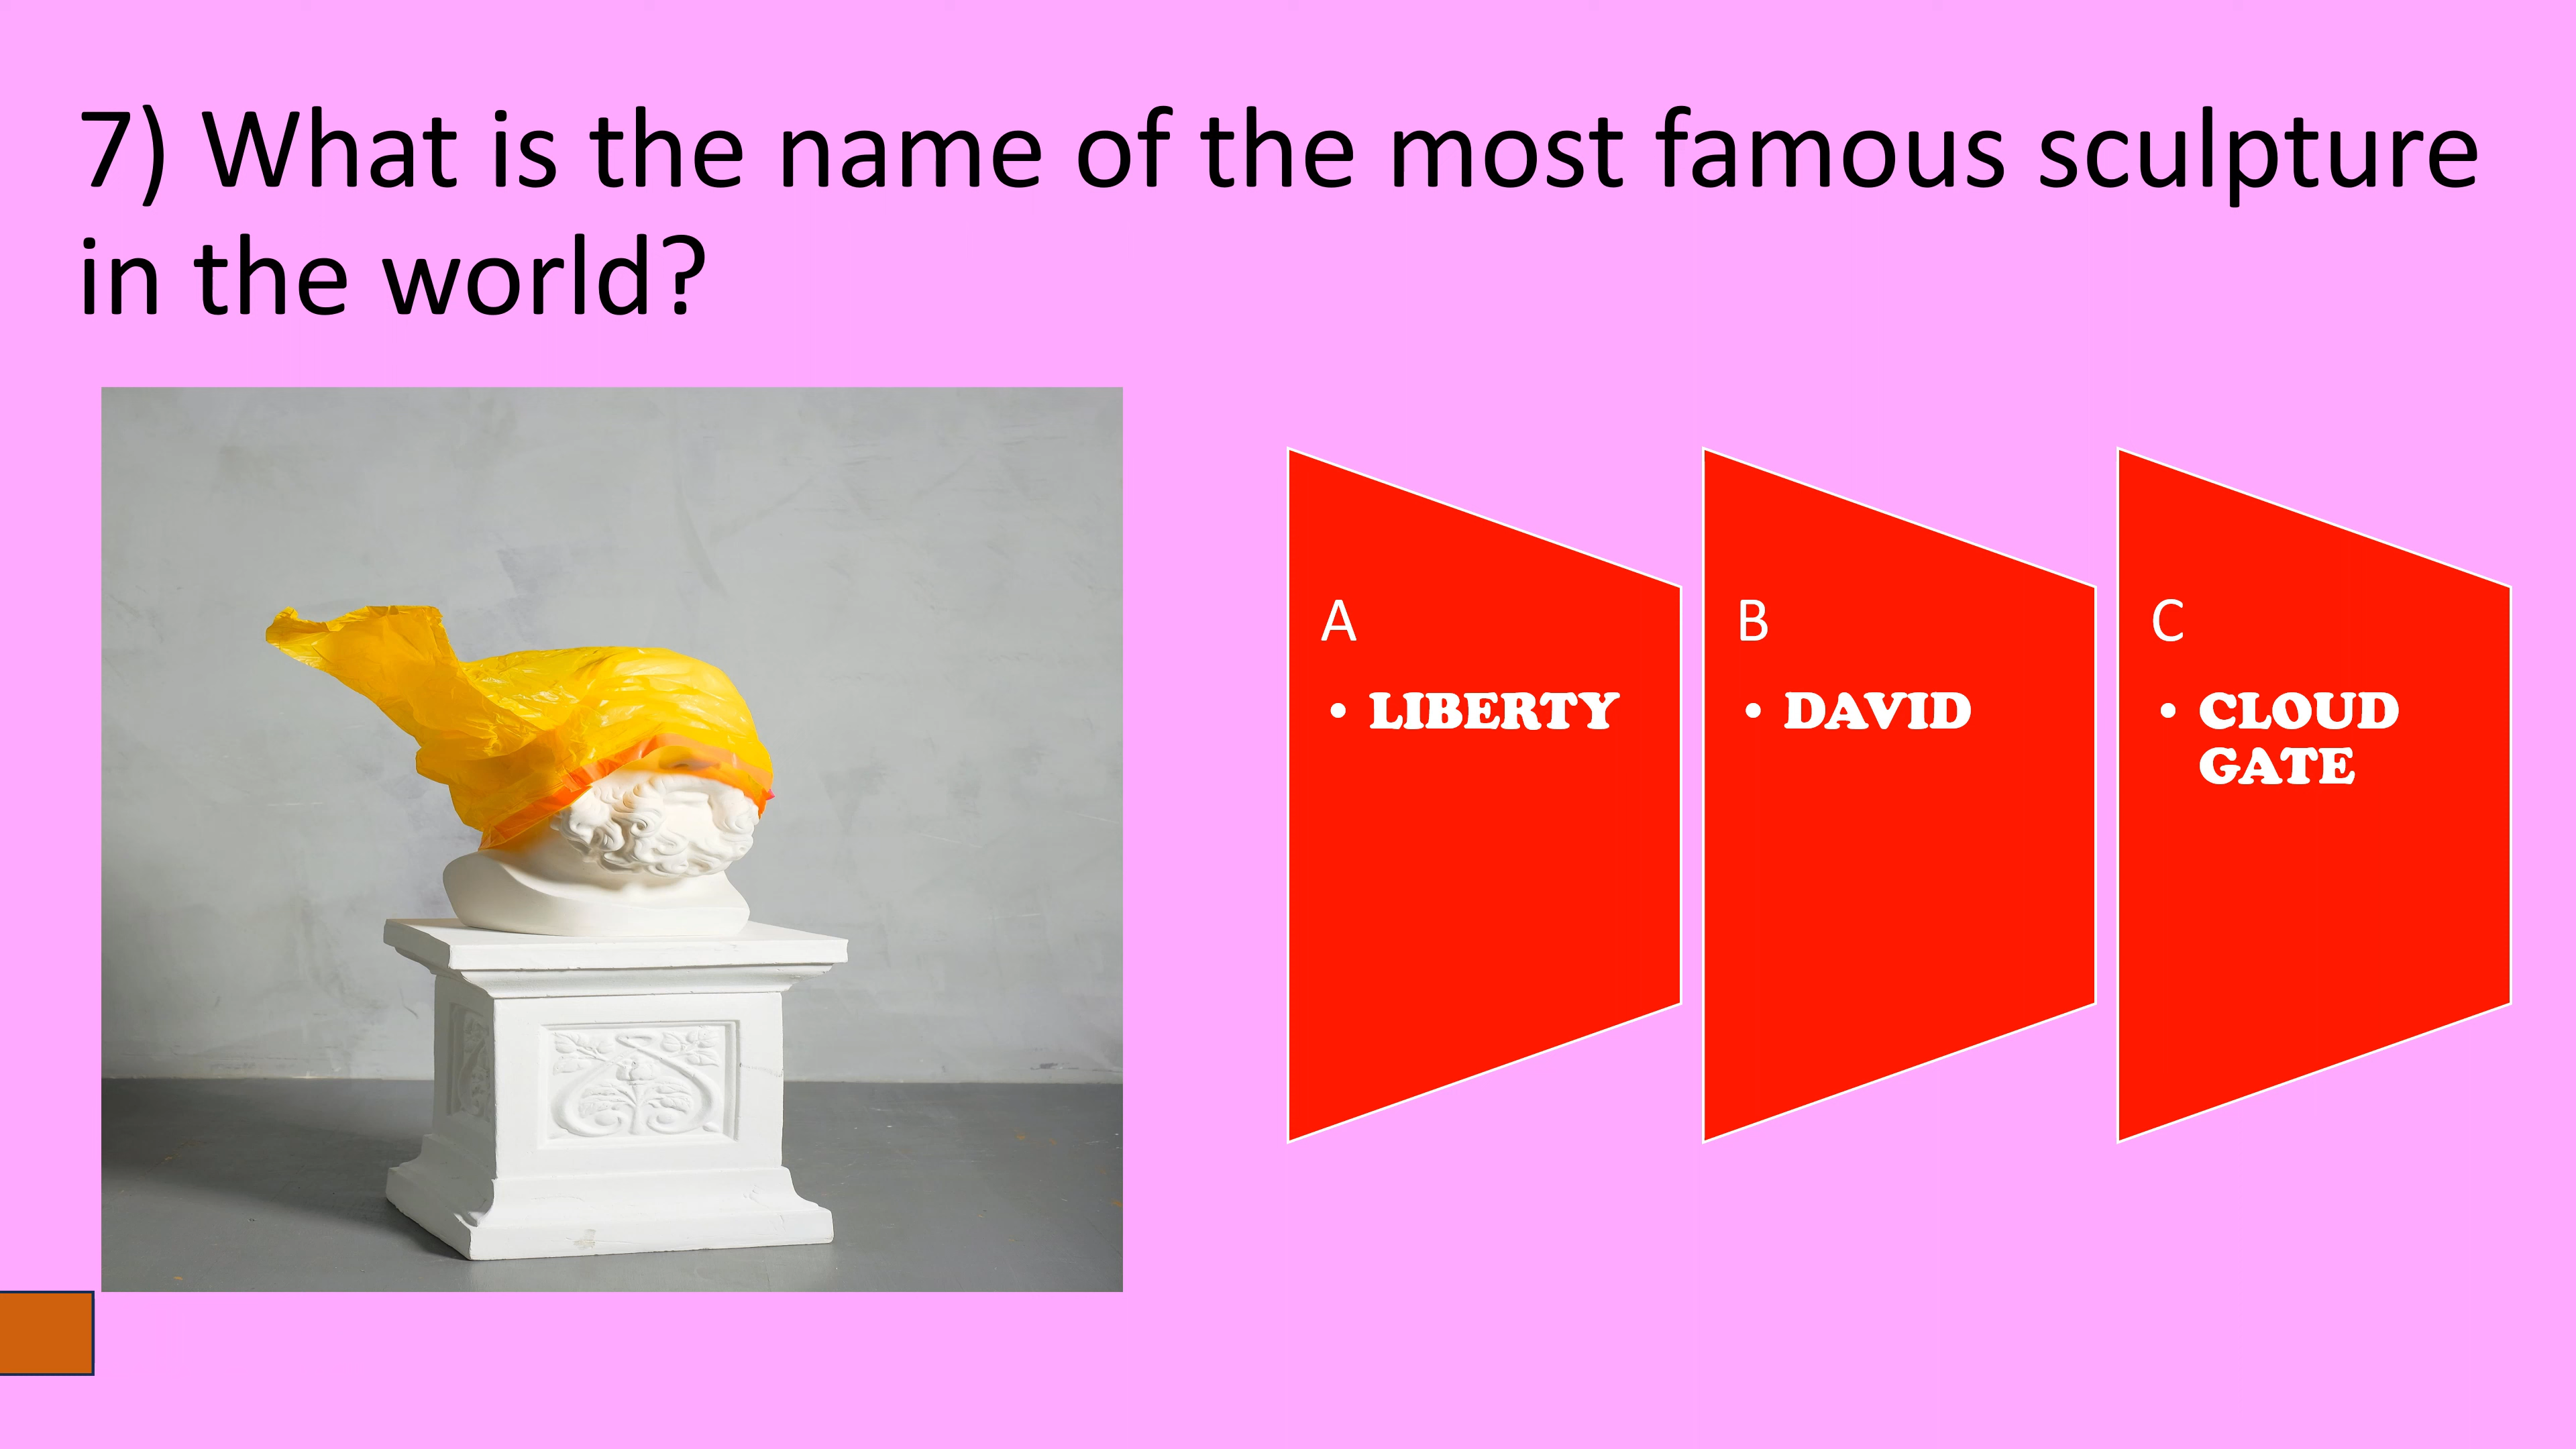 7) What is the name of the most famous sculpture
in the world?
A
• LIBERTY
B
• DAVID
C
• CLOUD
GATE